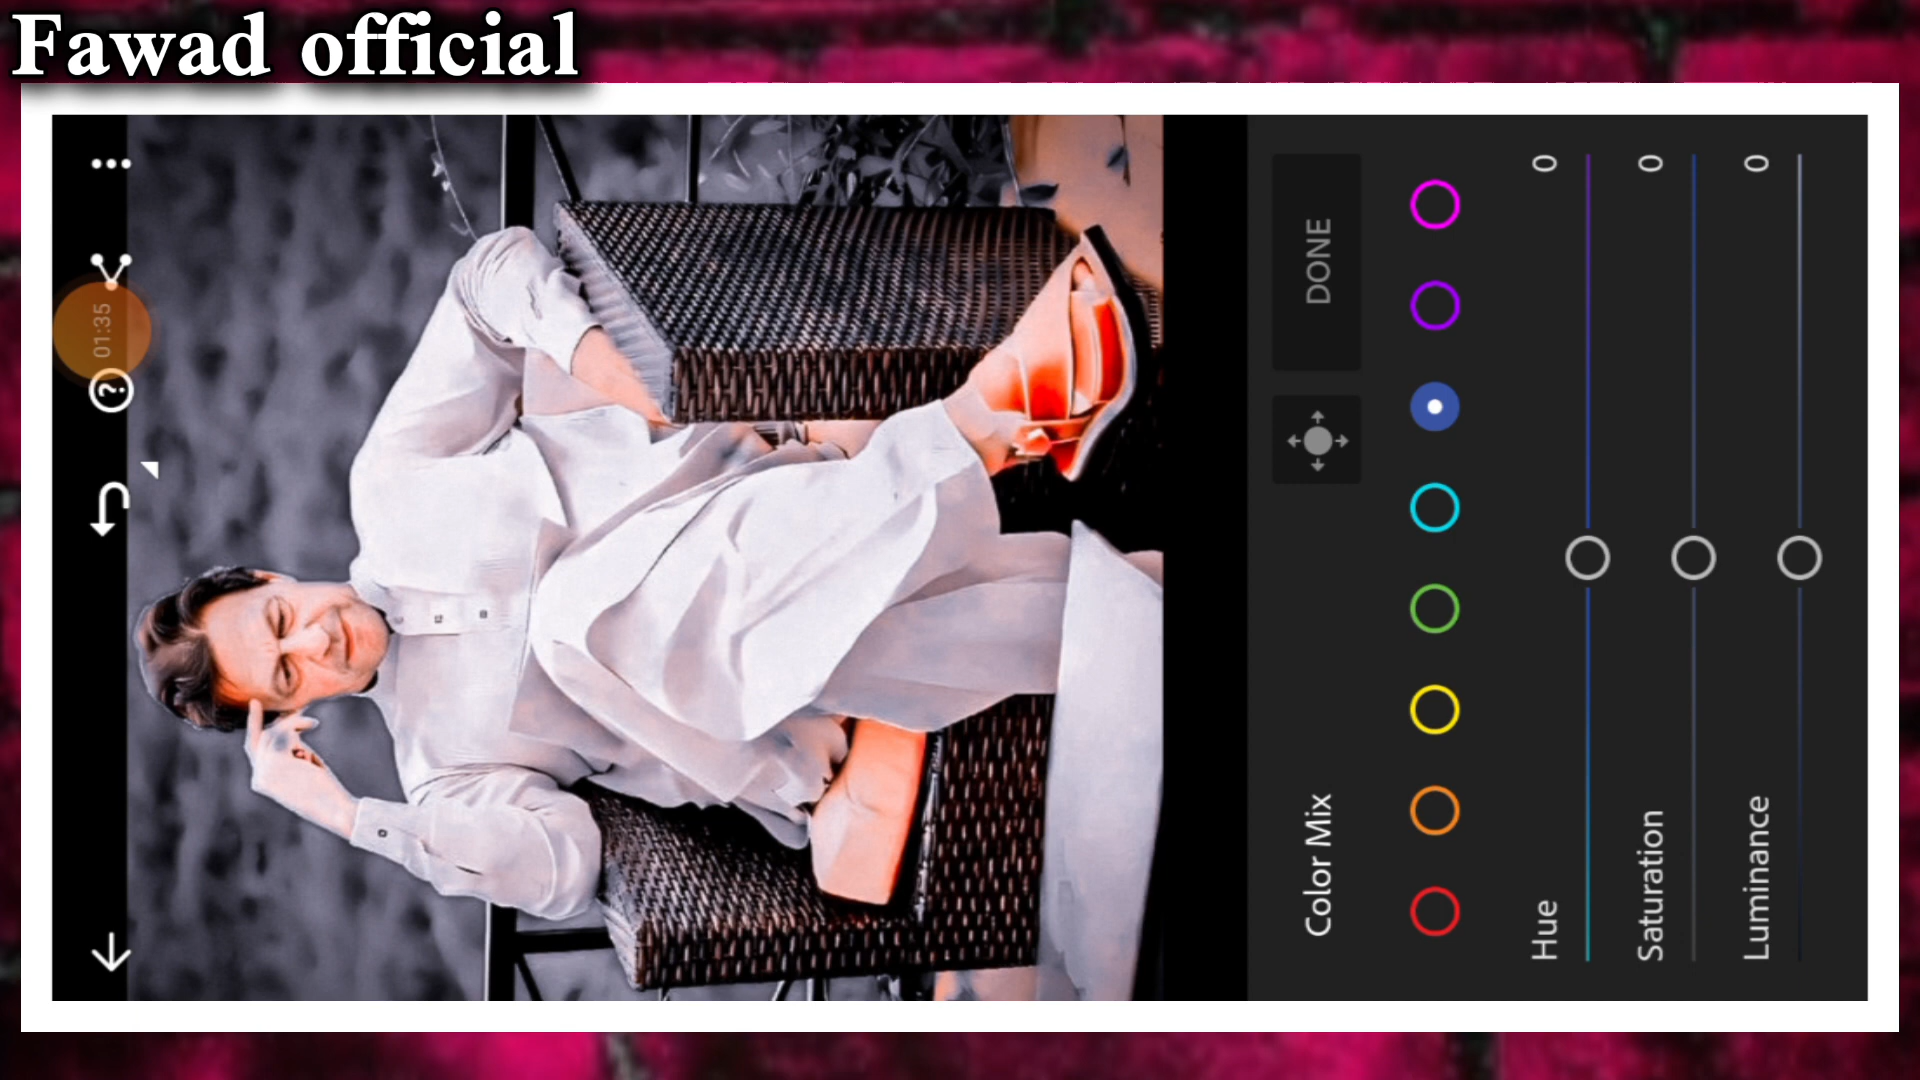 Fawad official
01:35
DONE
Color Mix
Hue 0
Saturation 0
Luminance 0